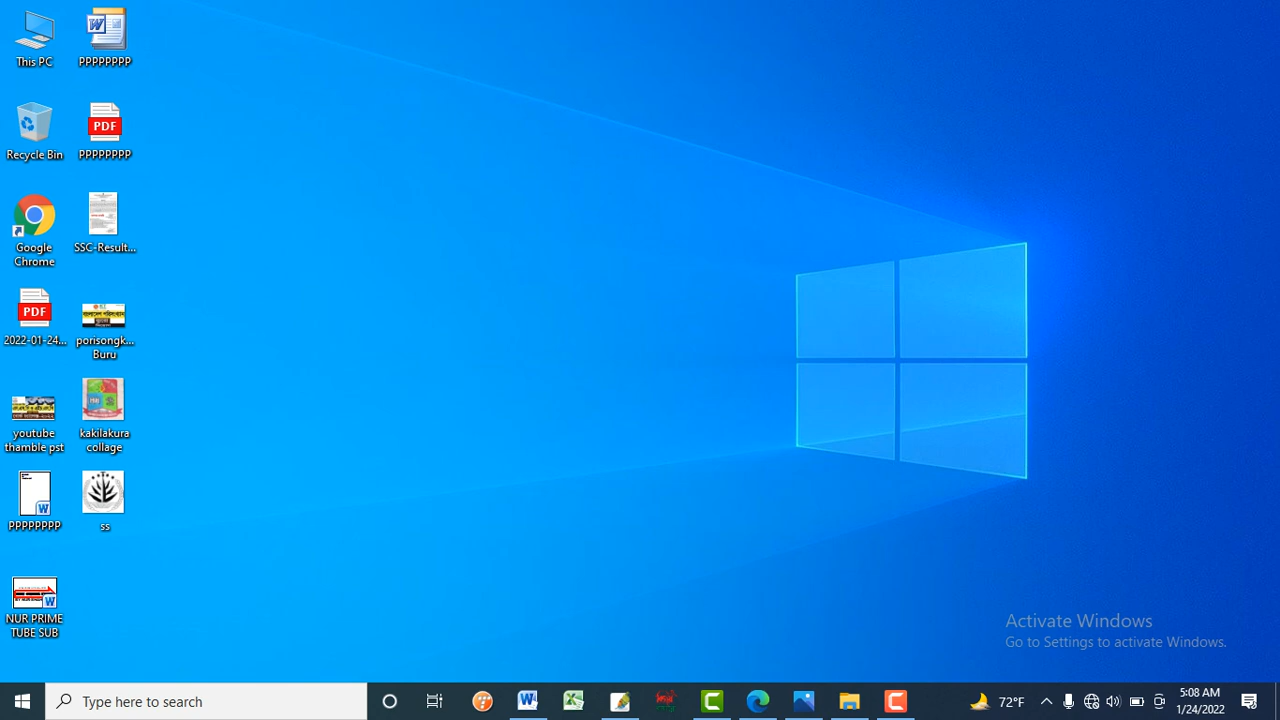 This PC
PPPPPPPP
Recycle Bin
PDF
PPPPPPPP
Google
Chrome
SSC-Result...
PDF
2022-01-24...
porisongk...
Buru
youtube
thamble pst
kakilakura
collage
PPPPPPPP
ss
NUR PRIME
TUBE SUB
Activate Windows
Go to Settings to activate Windows.
Type here to search
72°F
5:08 AM
1/24/2022